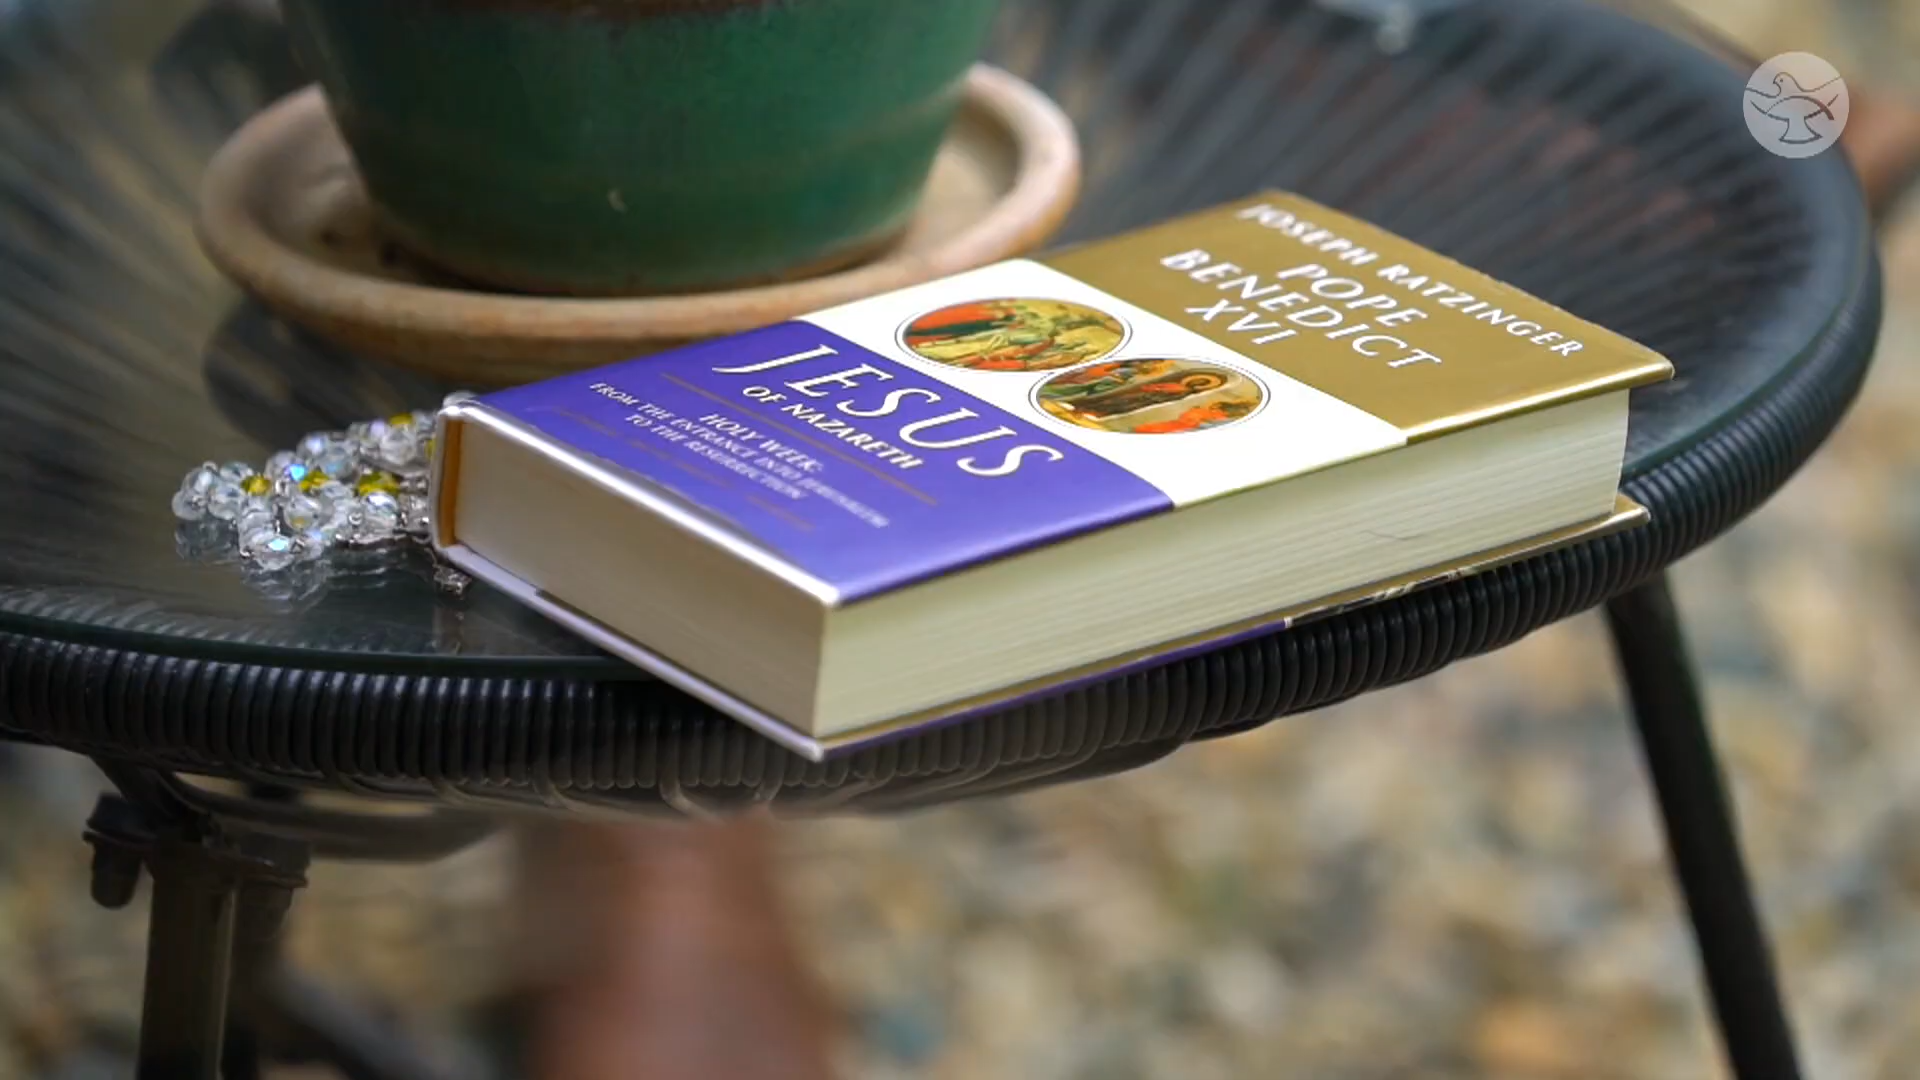 JOSEPH RATZINGER
POPE
BENEDICT
XVI
JESUS
OF NAZARETH
HOLY WEEK:
FROM THE ENTRANCE INTO JERUSALEM
TO THE RESURRECTION